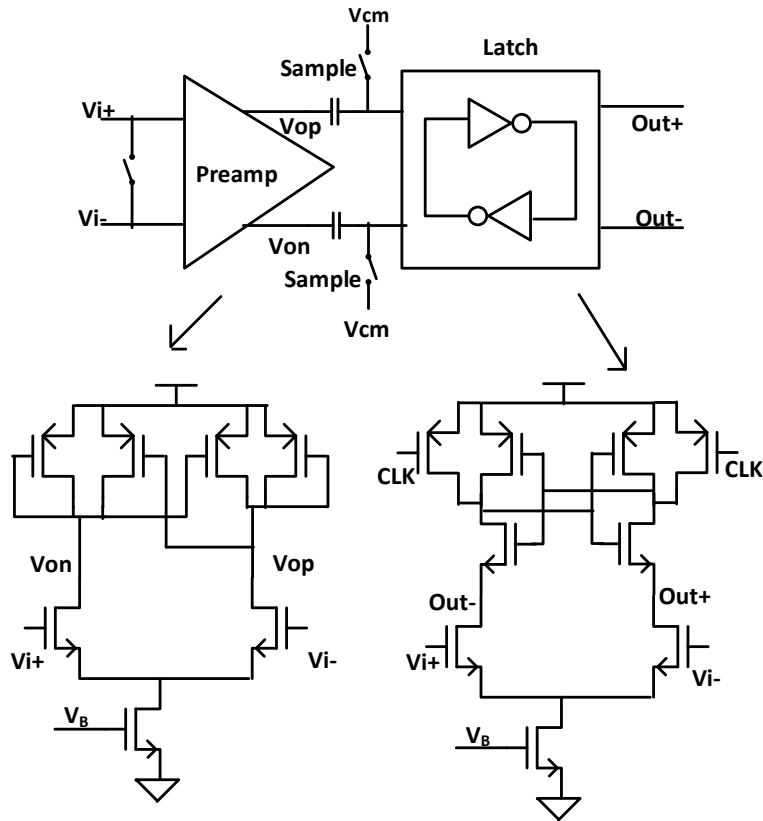 Vcm
Latch
Sample
Vi+
Vop
Out+
Preamp
Vi-
Von
Out-
Sample
Vcm
CLK
CLK
Von
Vop
Out-
Out+
Vi+
Vi-
Vi+
Vi-
VB
VB